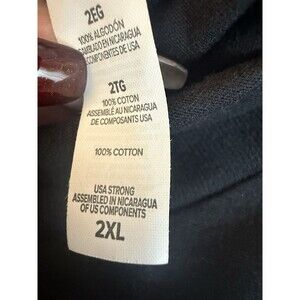 2EG
100% ALGODÓN
ENSAMBLADO EN NICARAGUA
COMPONENTES DE USA
2TG
100% COTON
ASSEMBLÉ AU NICARAGUA
DE COMPOSANTS USA
100% COTTON
USA STRONG
ASSEMBLED IN NICARAGUA
OF US COMPONENTS
2XL